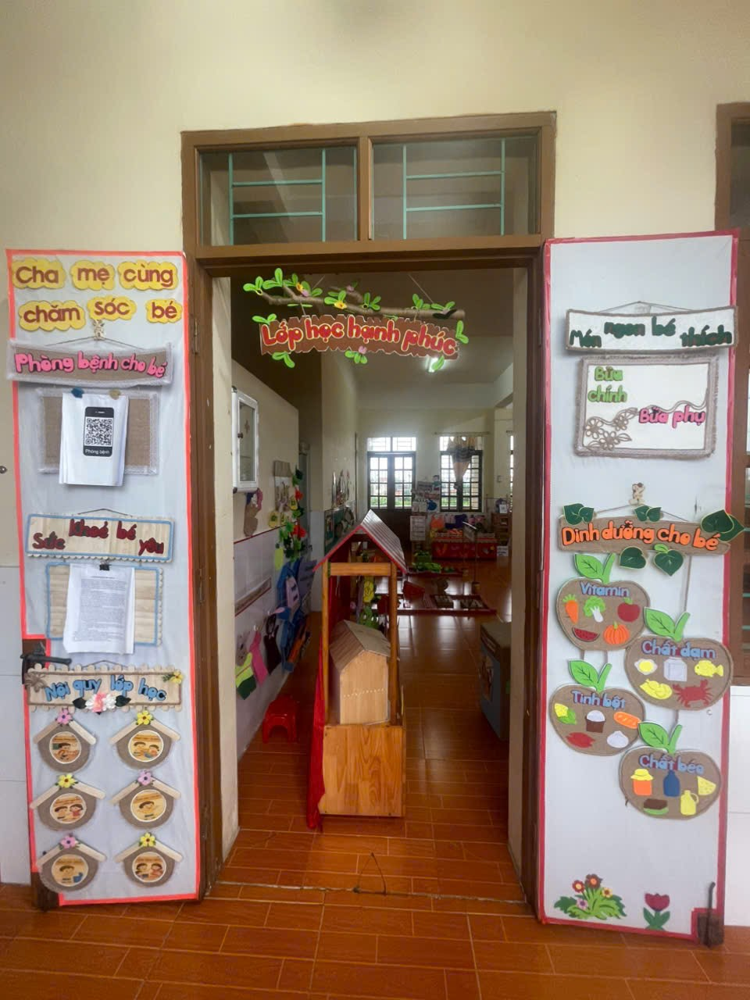 Cha mẹ cùng
chăm sóc bé
Phòng bệnh cho bé
Phòng bệnh
Sức khoẻ bé yêu
Nội quy lớp học
Lớp học hạnh phúc
Món ngon bé thích
Bữa chính
Bữa phụ
Dinh dưỡng cho bé
Vitamin
Chất đạm
Tinh bột
Chất béo